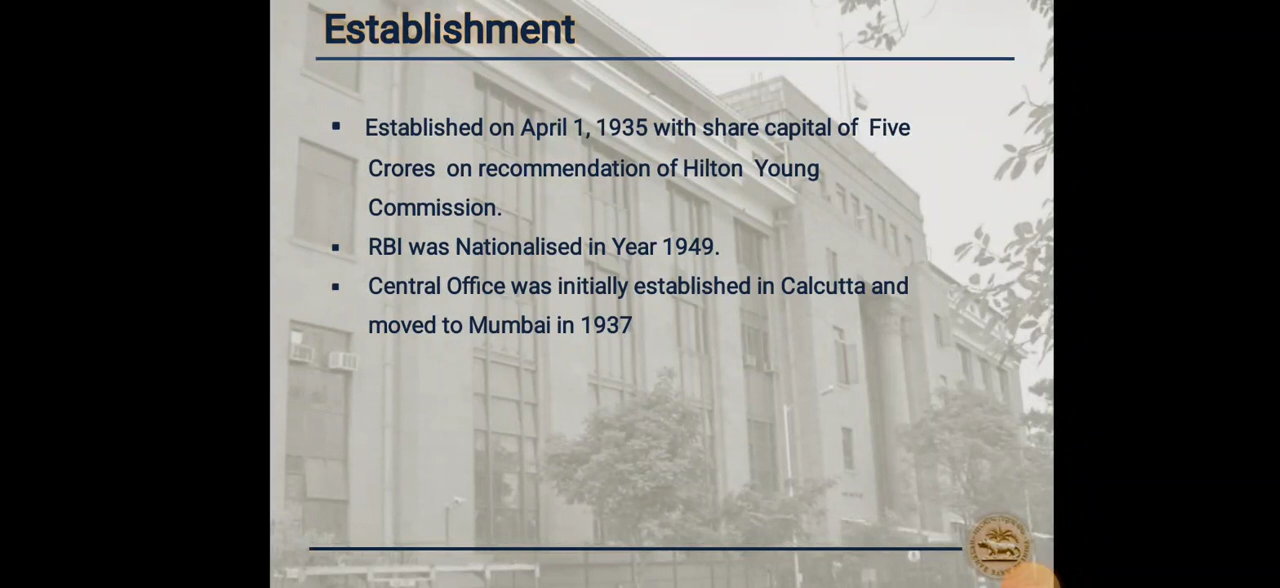 Establishment
▪ Established on April 1, 1935 with share capital of Five
Crores on recommendation of Hilton Young
Commission.
▪ RBI was Nationalised in Year 1949.
▪ Central Office was initially established in Calcutta and
moved to Mumbai in 1937